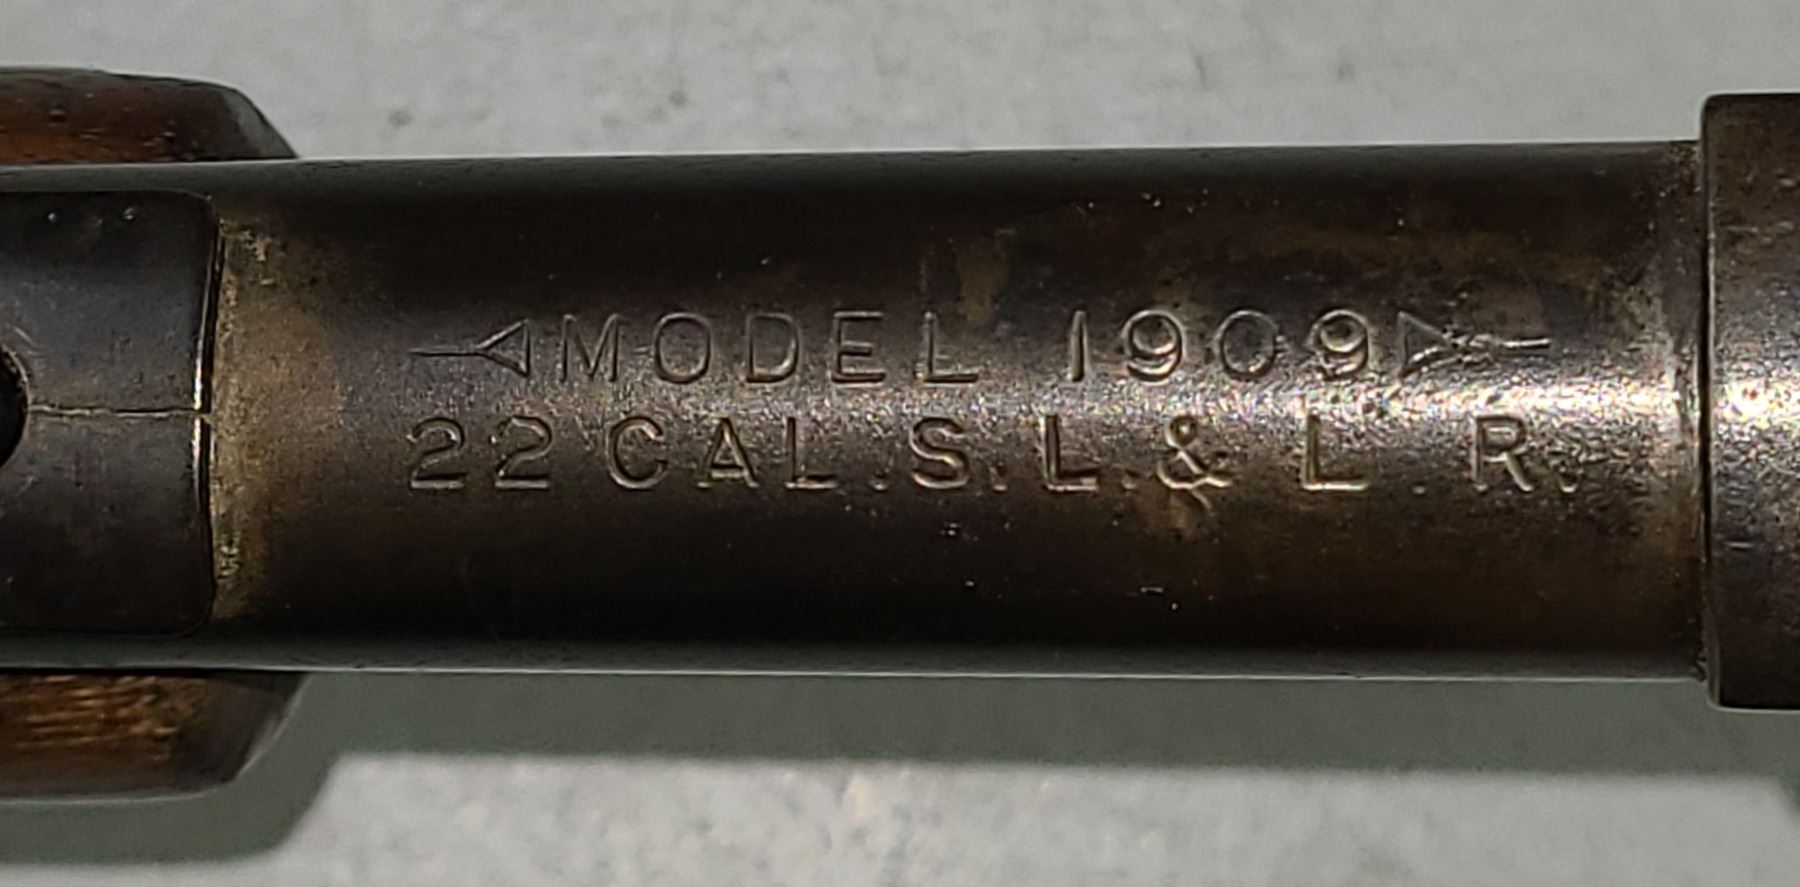 MODEL 1909
22 CAL. S. L. & L. R.